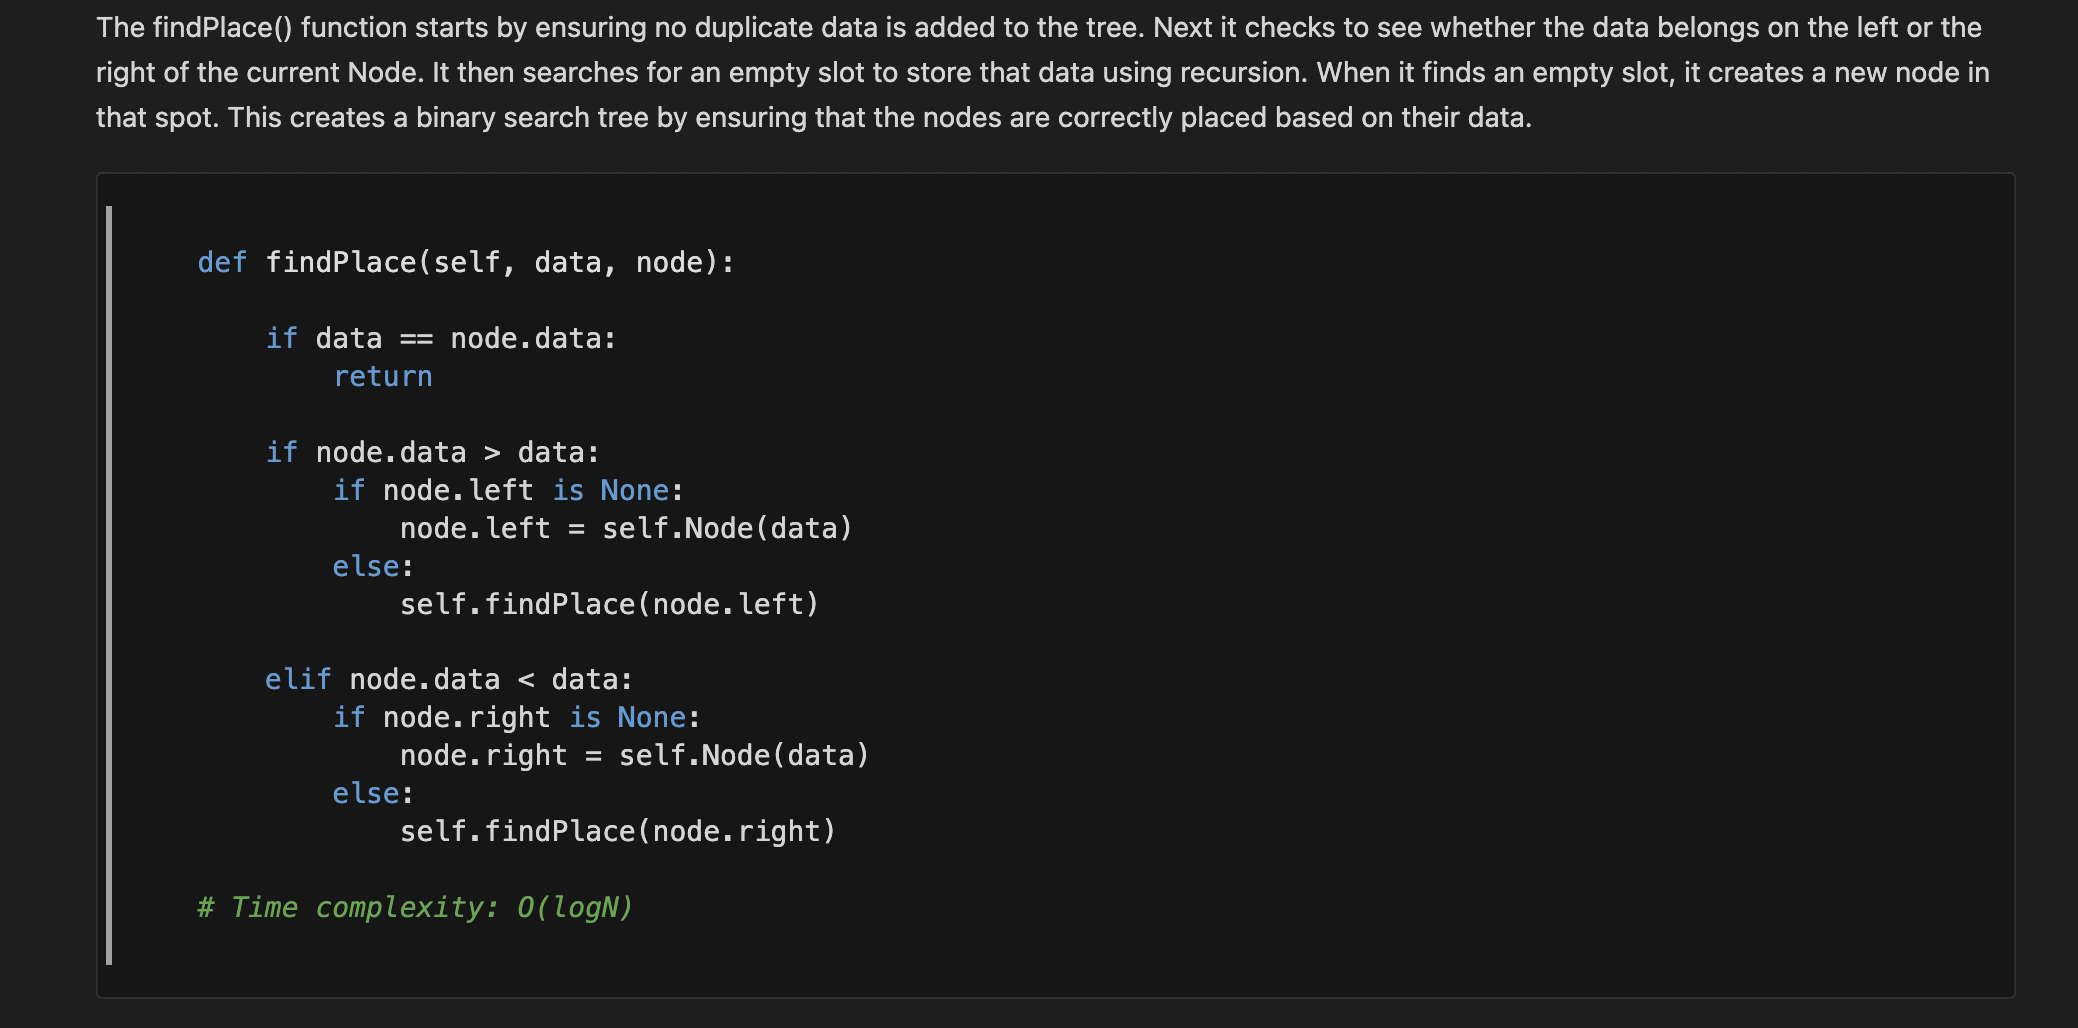 The findPlace() function starts by ensuring no duplicate data is added to the tree. Next it checks to see whether the data belongs on the left or the
right of the current Node. It then searches for an empty slot to store that data using recursion. When it finds an empty slot, it creates a new node in
that spot. This creates a binary search tree by ensuring that the nodes are correctly placed based on their data.
def findPlace(self, data, node):
if data == node.data:
return
if node.data > data:
if node.left is None:
node.left = self.Node(data)
else:
self.findPlace(node.left)
elif node.data < data:
if node.right is None:
node.right = self.Node(data)
else:
self.findPlace(node.right)
# Time complexity: O(logN)